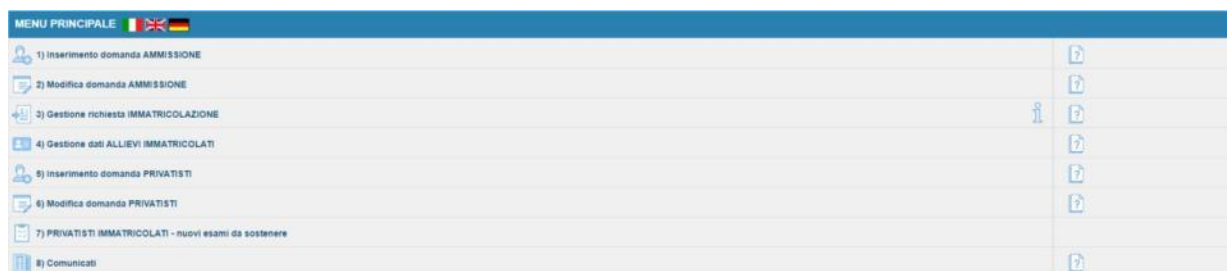 MENU PRINCIPALE
1) Inserimento domanda AMMISSIONE
2) Modifica domanda AMMISSIONE
3) Gestione richiesta IMMATRICOLAZIONE
4) Gestione dati ALLIEVI IMMATRICOLATI
5) Inserimento domanda PRIVATISTI
6) Modifica domanda PRIVATISTI
7) PRIVATISTI IMMATRICOLATI - nuovi esami da sostenere
8) Comunicati